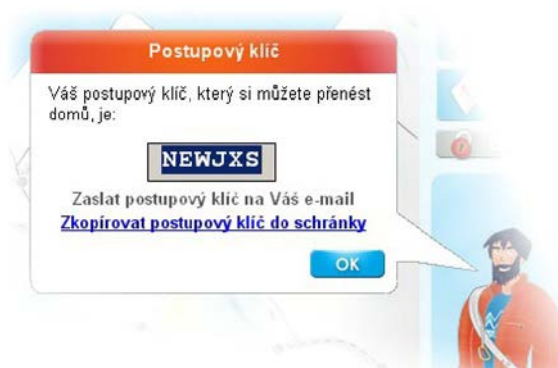 Postupový klíč
Váš postupový klíč, který si můžete přenést
domů, je:
NEWJXS
Zaslat postupový klíč na Váš e-mail
Zkopírovat postupový klíč do schránky
OK